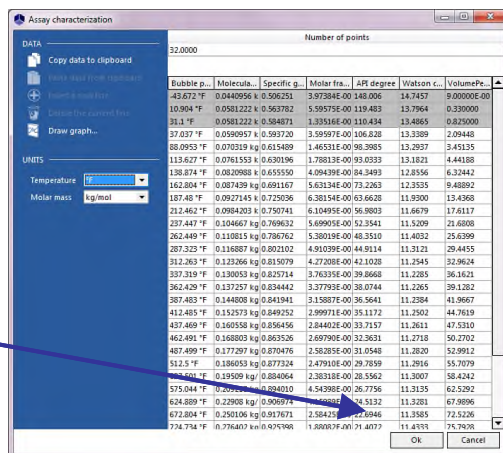 Assay characterization
DATA
Copy data to clipboard
Draw graph...
UNITS
Temperature °F
Molar mass kg/mol
Number of points
32.0000
Bubble p... Molecula... Specific g... Molar fra... API degree Watson c... VolumePe...
-43.672 °F 0.0440956 k 0.506251 3.97384E-00 148.006 14.7457 9.00000E-00
10.904 °F 0.0581222 k 0.563782 5.59575E-00 119.483 13.7964 0.330000
31.1 °F 0.0581222 k 0.584871 1.33516E-00 110.434 13.4865 0.825000
37.037 °F 0.0590957 k 0.593720 5.59597E-00 106.828 13.3389 2.09448
88.0953 °F 0.070319 kg 0.615489 1.46531E-00 98.3985 13.2937 3.45135
113.627 °F 0.0761553 k 0.630196 1.78813E-00 93.0333 13.1821 4.44188
138.874 °F 0.0820988 k 0.655550 4.09439E-00 84.3493 12.8556 6.32442
162.804 °F 0.087439 kg 0.691167 5.63134E-00 73.2263 12.3535 9.48892
187.48 °F 0.0927145 k 0.725036 6.38154E-00 63.6628 11.9300 13.4368
212.462 °F 0.0984203 k 0.750741 6.10495E-00 56.9803 11.6679 17.6117
237.447 °F 0.104667 kg 0.769632 5.69905E-00 52.3541 11.5209 21.6808
262.449 °F 0.110815 kg 0.786762 5.38019E-00 48.3510 11.4032 25.6399
287.323 °F 0.116887 kg 0.802102 4.91039E-00 44.9114 11.3121 29.4455
312.263 °F 0.123266 kg 0.815079 4.27208E-00 42.1028 11.2545 32.9624
337.319 °F 0.130053 kg 0.825714 3.76335E-00 39.8668 11.2285 36.1621
362.429 °F 0.137257 kg 0.834442 3.37793E-00 38.0744 11.2265 39.1282
387.483 °F 0.144808 kg 0.841941 3.15887E-00 36.5641 11.2384 41.9667
412.485 °F 0.152573 kg 0.849252 2.99971E-00 35.1172 11.2502 44.7619
437.469 °F 0.160558 kg 0.856456 2.84402E-00 33.7157 11.2611 47.5310
462.491 °F 0.168803 kg 0.863526 2.69790E-00 32.3631 11.2718 50.2702
487.499 °F 0.177297 kg 0.870476 2.58285E-00 31.0548 11.2820 52.9912
512.5 °F 0.186053 kg 0.877324 2.47910E-00 29.7859 11.2916 55.7079
0.19509 kg/ 0.884064 2.38318E-00 28.5562 11.3007 58.4242
575.044 °F 0.894010 4.54398E-00 26.7756 11.3135 62.5292
624.889 °F 0.22908 kg/ 0.906974 11.3281 67.9896
672.804 °F 0.250106 kg 0.917671 22.6946 11.3585 72.5226
724.734 °F 0.276402 kg 0.925398 1.88082E-00 21.4072 11.4333 75.7928
Ok Cancel